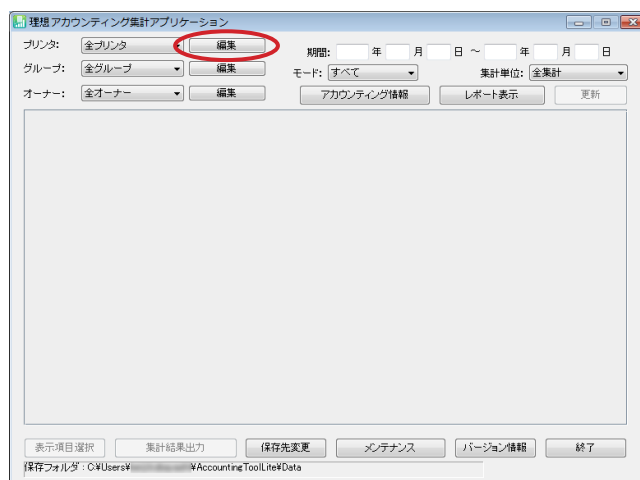 理想アカウンティング集計アプリケーション
プリンタ: 全プリンタ 編集 期間: 年 月 日 ～ 年 月 日
グループ: 全グループ 編集 モード: すべて 集計単位: 全集計
オーナー: 全オーナー 編集 アカウンティング情報 レポート表示 更新
表示項目選択 集計結果出力 保存先変更 メンテナンス バージョン情報 終了
保存フォルダ : C:¥Users¥ ¥AccountingToolLite¥Data